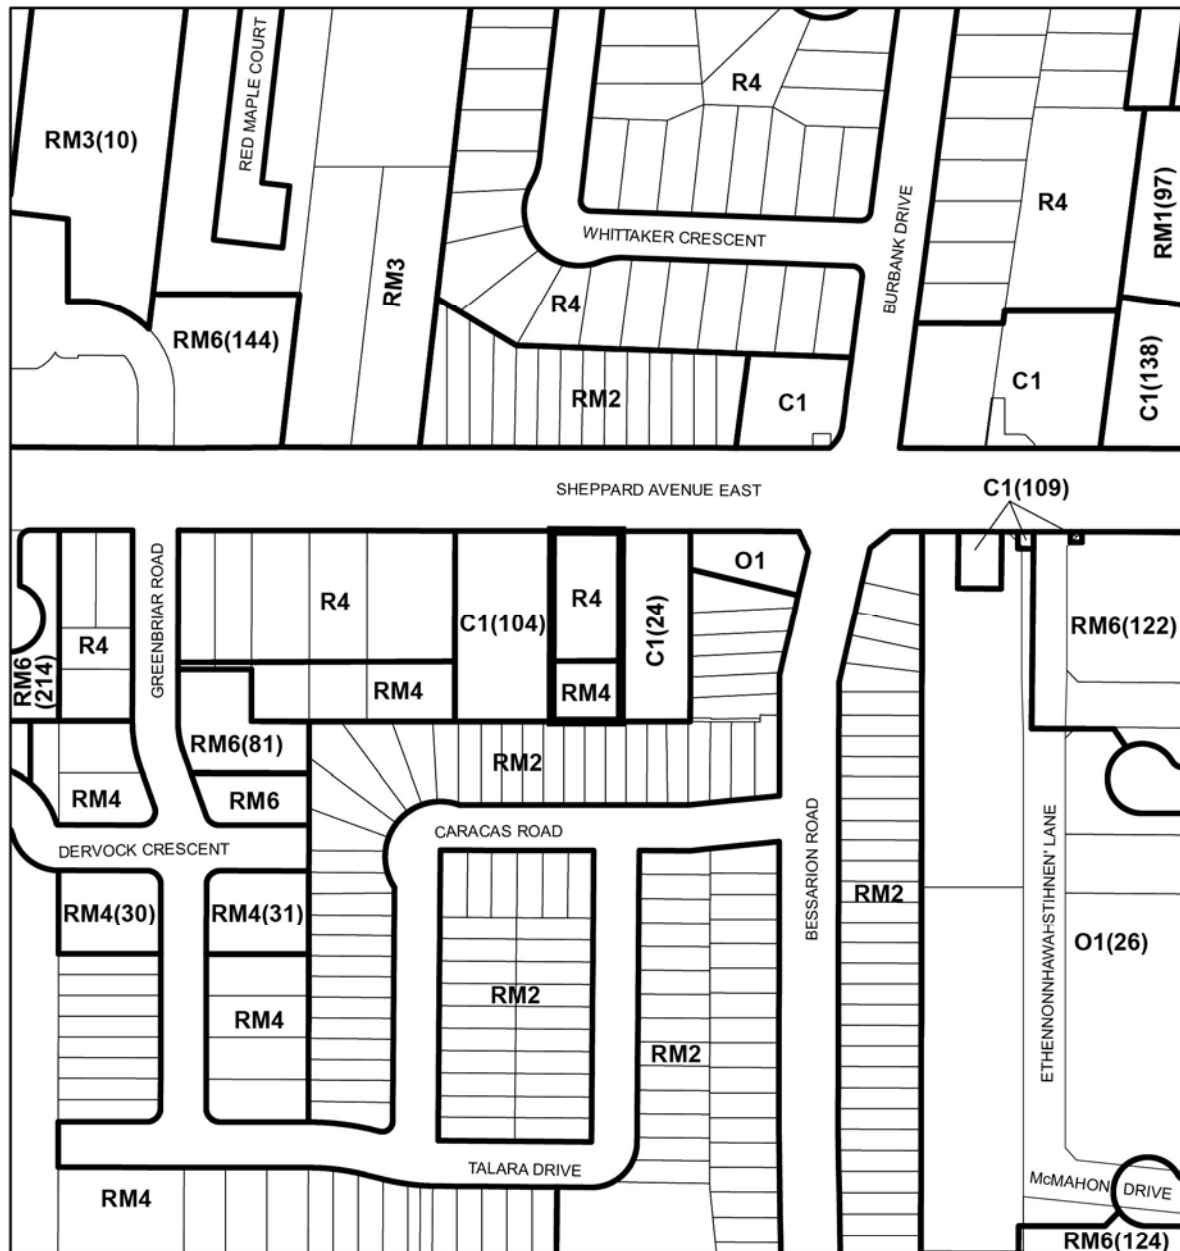 RED MAPLE COURT
R4
RM3(10)
R4
RM1(97)
BURBANK DRIVE
WHITTAKER CRESCENT
RM3
R4
RM6(144)
C1(138)
C1
RM2
C1
SHEPPARD AVENUE EAST
C1(109)
O1
R4
R4
C1(104)
C1(24)
RM6(122)
GREENBRIAR ROAD
R4
RM6
(214)
RM4
RM4
RM6(81)
RM2
RM4
RM6
CARACAS ROAD
DERVOCK CRESCENT
BESSARION ROAD
RM2
ETHENNONNHAWAHSTIHNEN' LANE
RM4(30)
RM4(31)
O1(26)
RM2
RM4
RM2
TALARA DRIVE
McMAHON DRIVE
RM4
RM6(124)